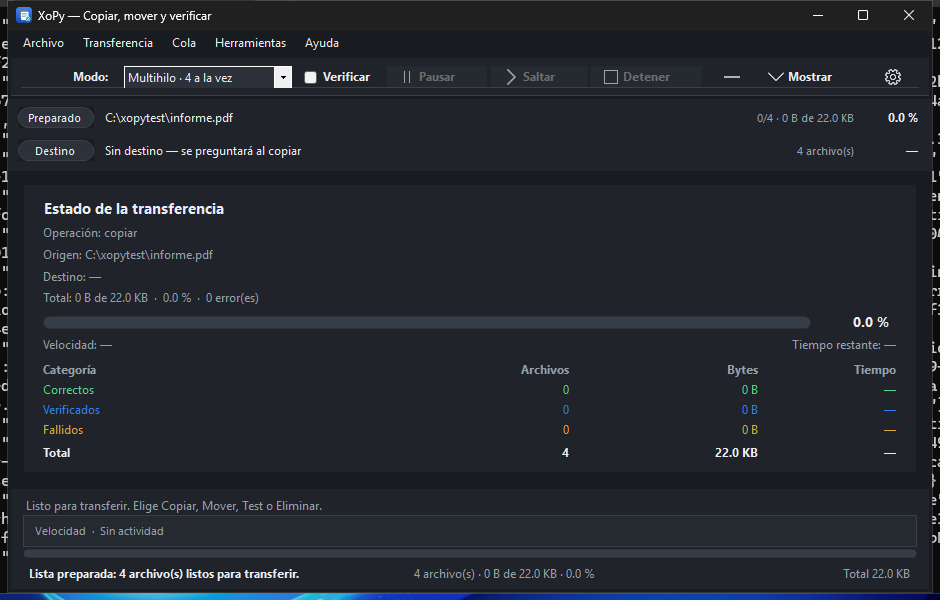 XoPy — Copiar, mover y verificar
Archivo Transferencia Cola Herramientas Ayuda
Modo: Multihilo · 4 a la vez Verificar Pausar Saltar Detener Mostrar
Preparado C:\xopytest\informe.pdf 0/4 · 0 B de 22.0 KB 0.0 %
Destino Sin destino — se preguntará al copiar 4 archivo(s) —
Estado de la transferencia
Operación: copiar
Origen: C:\xopytest\informe.pdf
Destino: —
Total: 0 B de 22.0 KB · 0.0 % · 0 error(es)
0.0 %
Velocidad: — Tiempo restante: —
Categoría Archivos Bytes Tiempo
Correctos 0 0 B —
Verificados 0 0 B —
Fallidos 0 0 B —
Total 4 22.0 KB —
Listo para transferir. Elige Copiar, Mover, Test o Eliminar.
Velocidad · Sin actividad
Lista preparada: 4 archivo(s) listos para transferir. 4 archivo(s) · 0 B de 22.0 KB · 0.0 % Total 22.0 KB